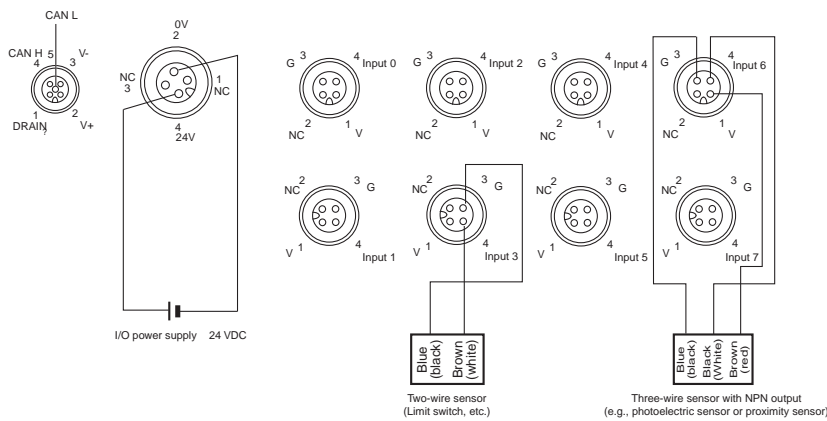 CAN L
CAN H 5 V-
4 3
1 2
DRAIN V+
?
0V
2
NC
3
1
NC
4
24V
I/O power supply 24 VDC
G 3 4 Input 0
NC 2 1 V
G 3 4 Input 2
NC 2 1 V
G 3 4 Input 4
NC 2 1 V
G 3 4 Input 6
NC 2 1 V
NC 2 3 G
V 1 4 Input 1
NC 2 3 G
V 1 4 Input 3
NC 2 3 G
V 1 4 Input 5
NC 2 3 G
V 1 4 Input 7
Blue
(black)
Brown
(white)
Two-wire sensor
(Limit switch, etc.)
Blue
(black)
Black
(White)
Brown
(red)
Three-wire sensor with NPN output
(e.g., photoelectric sensor or proximity sensor)